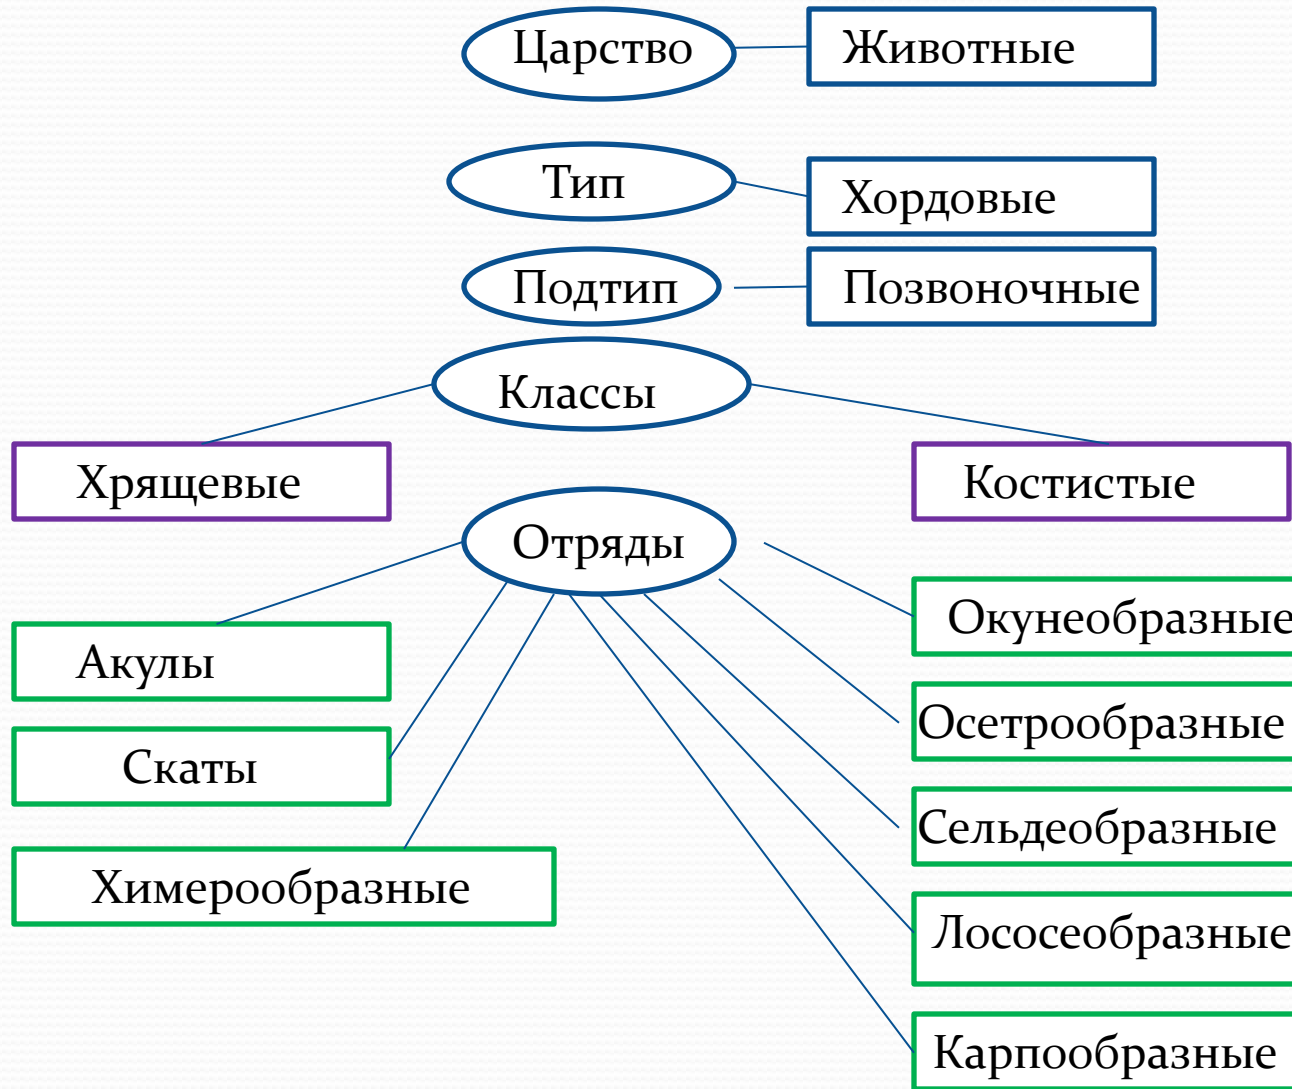 Царство
Животные
Тип
Хордовые
Подтип
Позвоночные
Классы
Хрящевые
Костистые
Отряды
Окунеобразные
Акулы
Осетрообразные
Скаты
Сельдеобразные
Химерообразные
Лососеобразные
Карпообразные